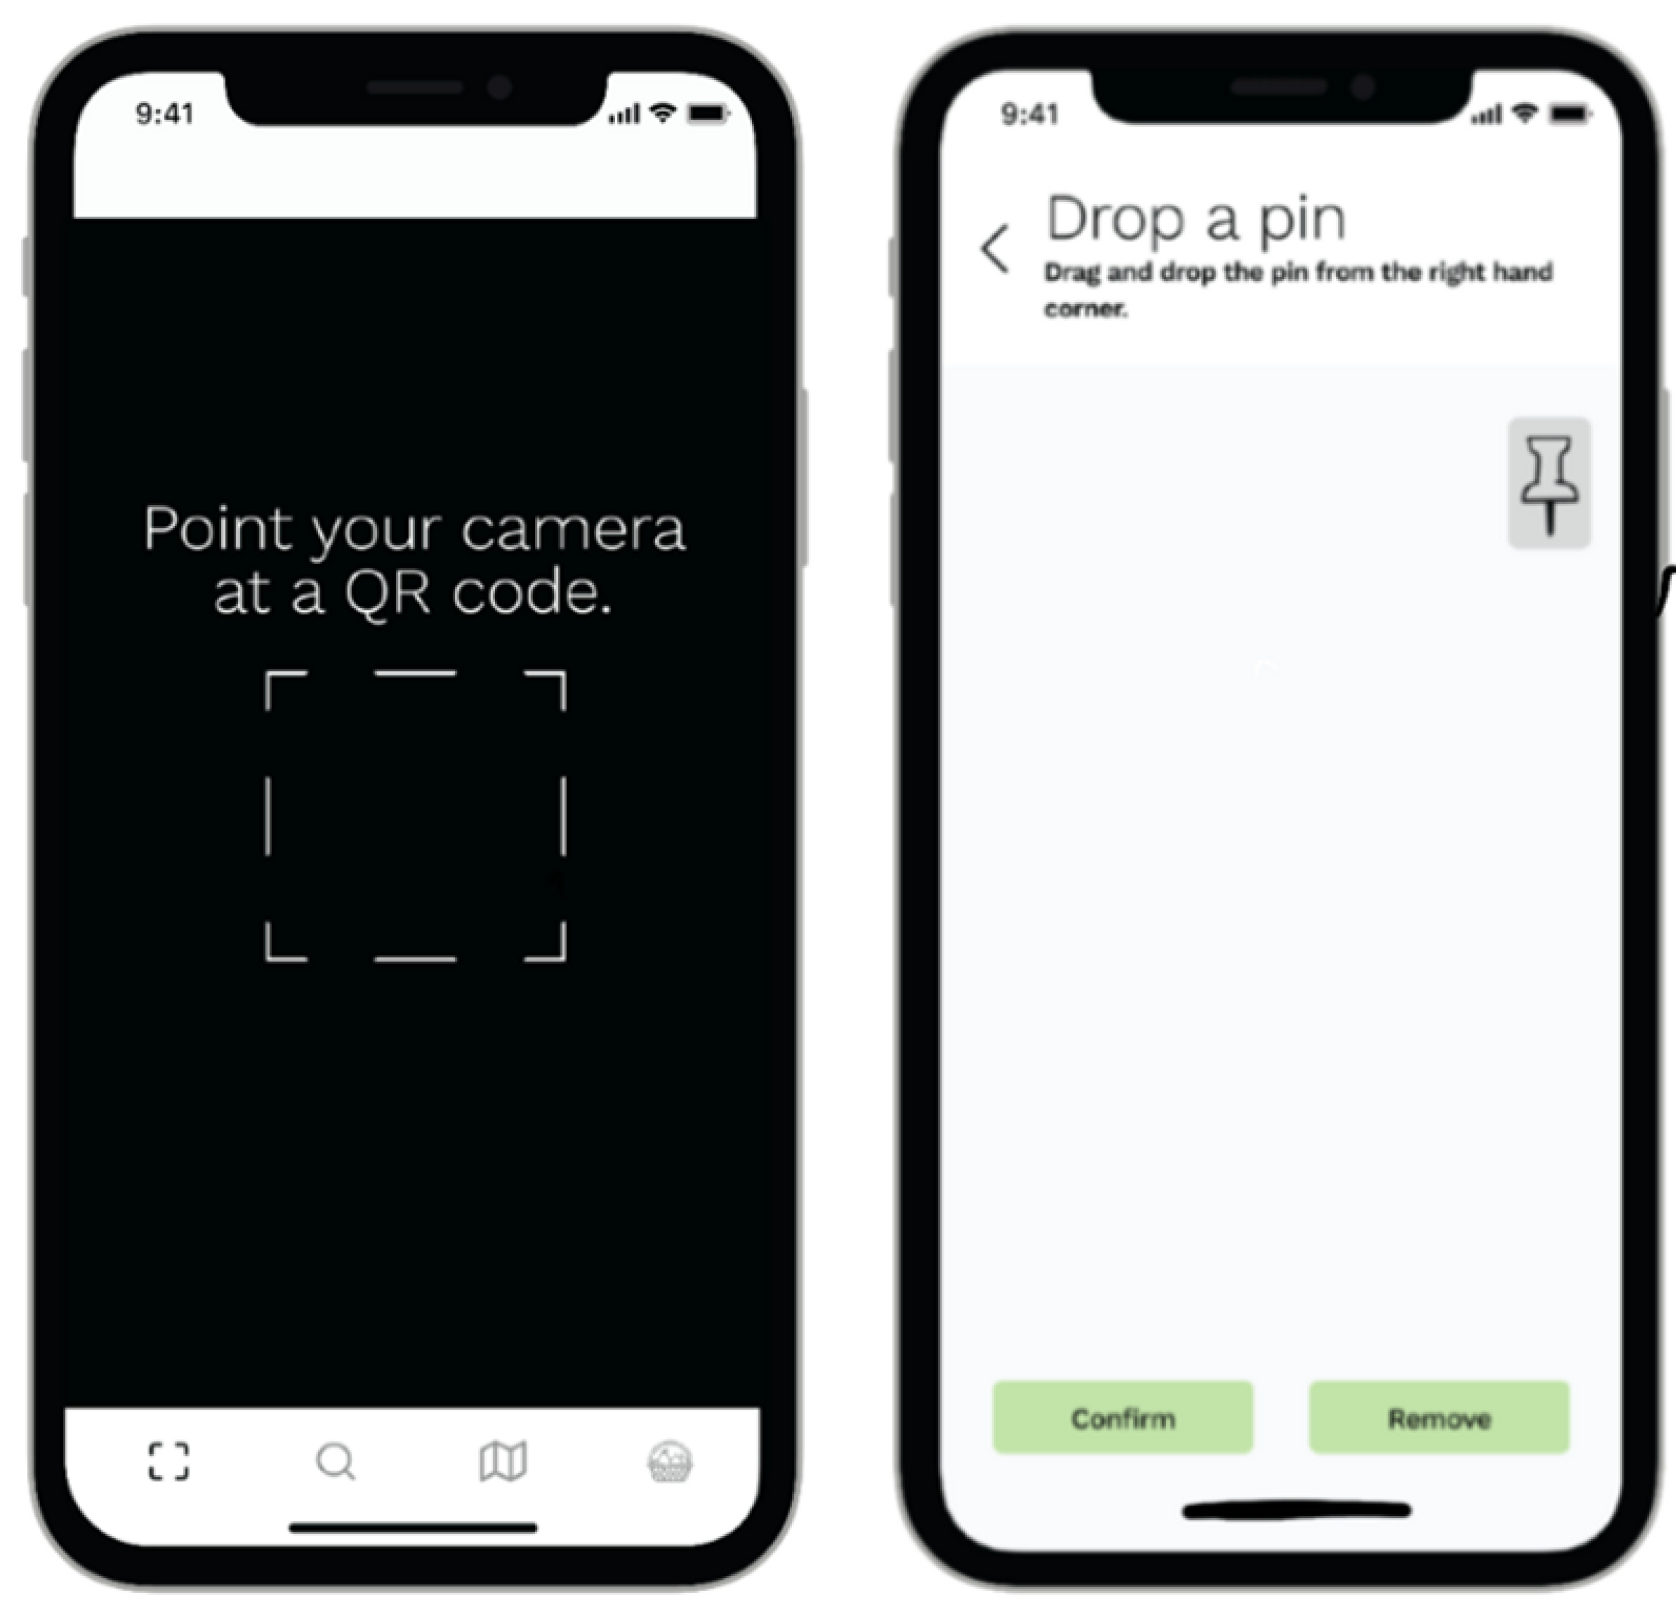 9:41
Point your camera
at a QR code.
9:41
Drop a pin
Drag and drop the pin from the right hand
corner.
Confirm
Remove